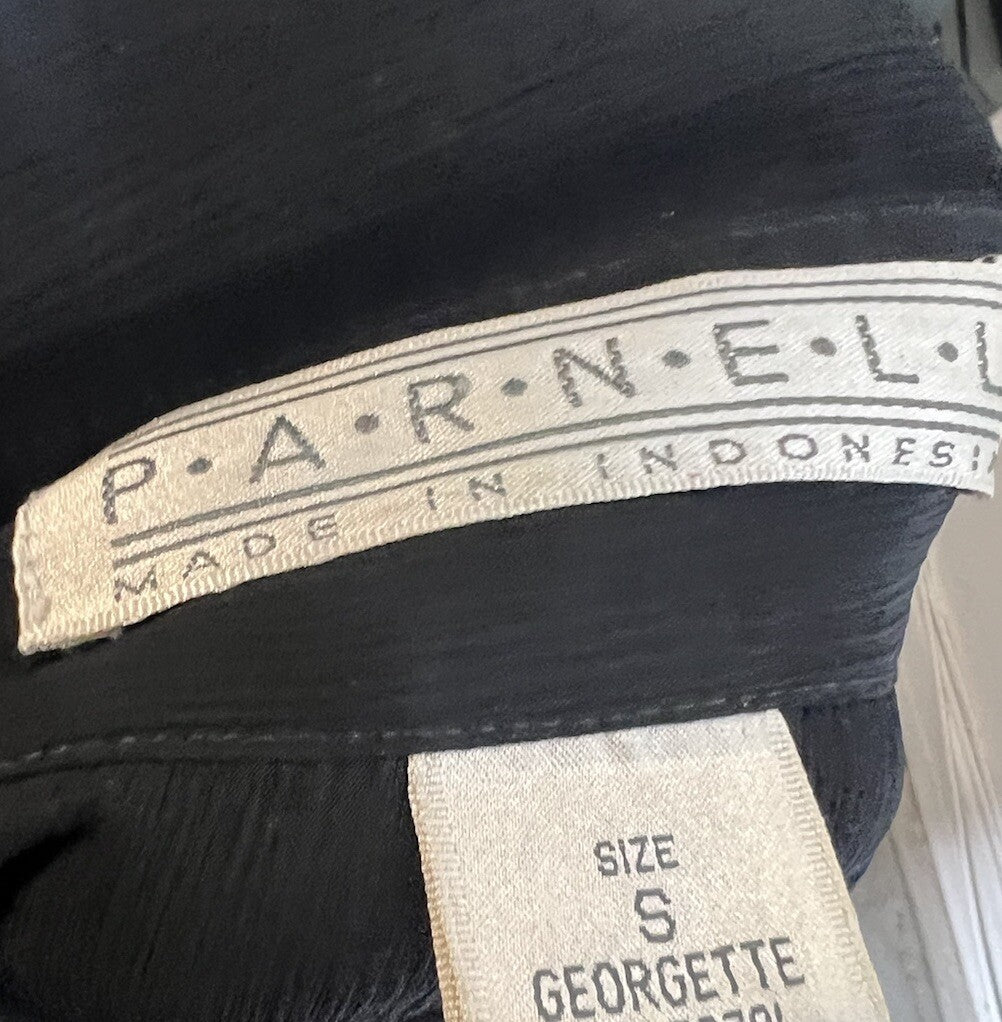 P·A·R·N·E·L·L
MADE IN INDONESIA
SIZE
S
GEORGETTE